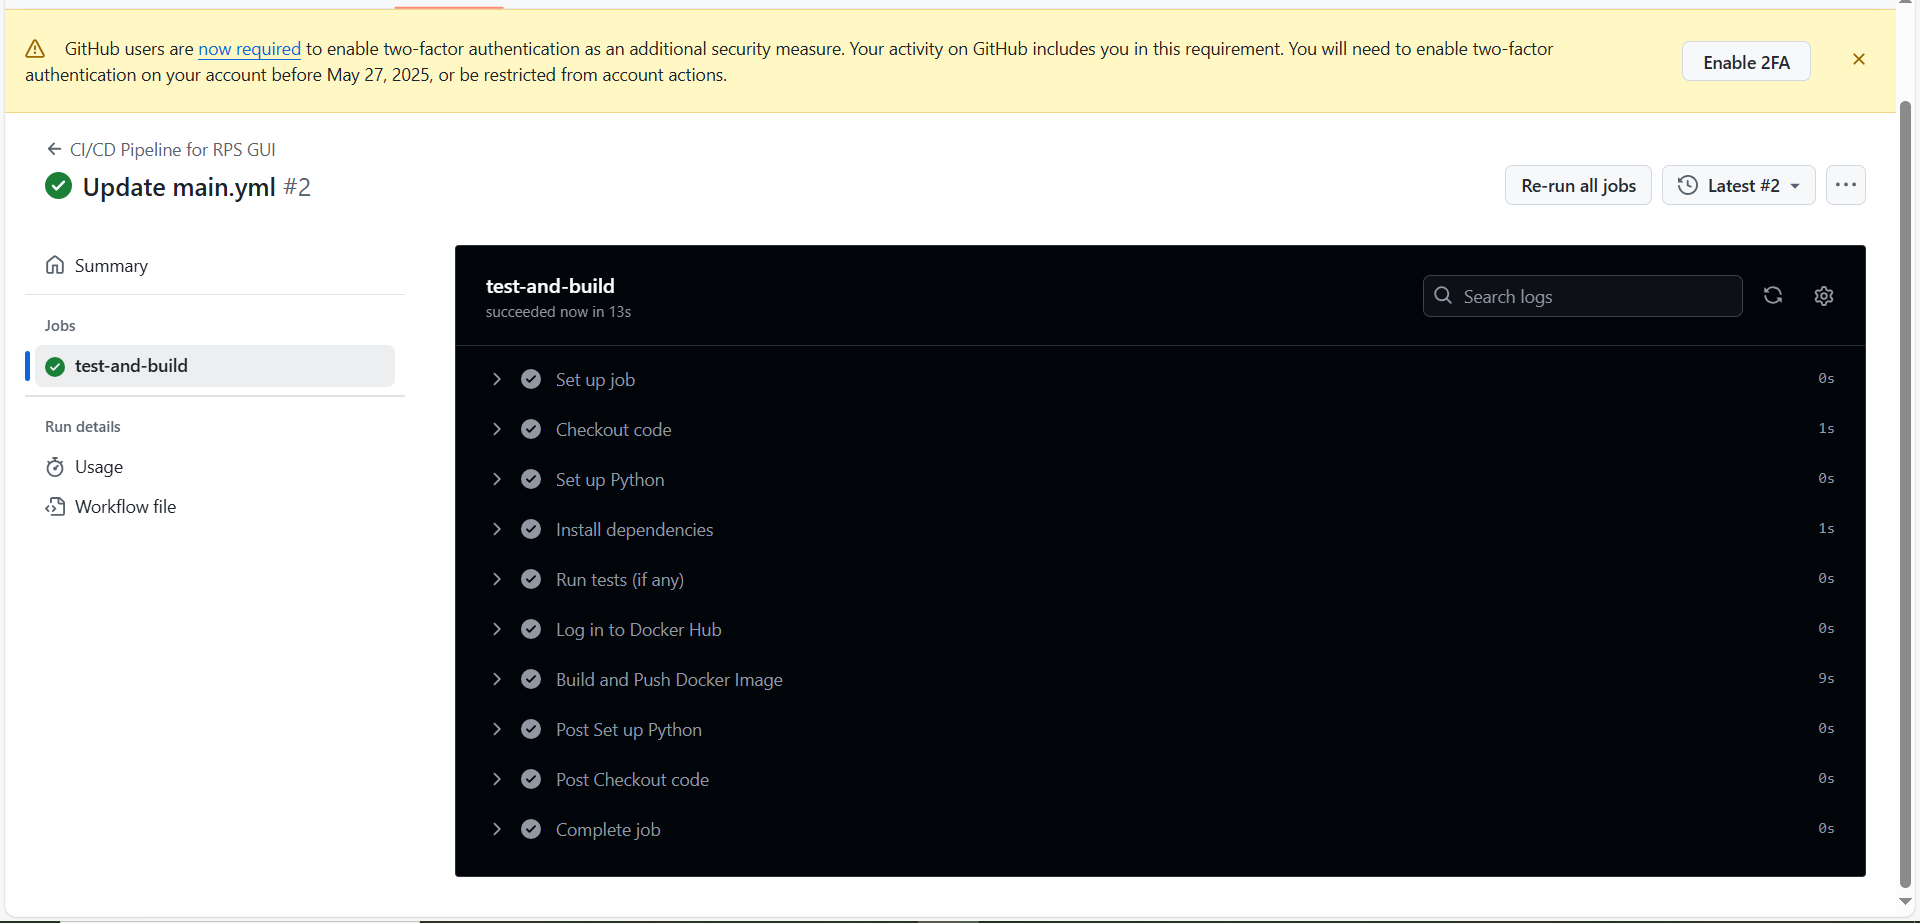 GitHub users are now required to enable two-factor authentication as an additional security measure. Your activity on GitHub includes you in this requirement. You will need to enable two-factor
authentication on your account before May 27, 2025, or be restricted from account actions.
Enable 2FA
CI/CD Pipeline for RPS GUI
Update main.yml #2
Re-run all jobs
Latest #2
Summary
Jobs
test-and-build
Run details
Usage
Workflow file
test-and-build
succeeded now in 13s
Search logs
Set up job 0s
Checkout code 1s
Set up Python 0s
Install dependencies 1s
Run tests (if any) 0s
Log in to Docker Hub 0s
Build and Push Docker Image 9s
Post Set up Python 0s
Post Checkout code 0s
Complete job 0s